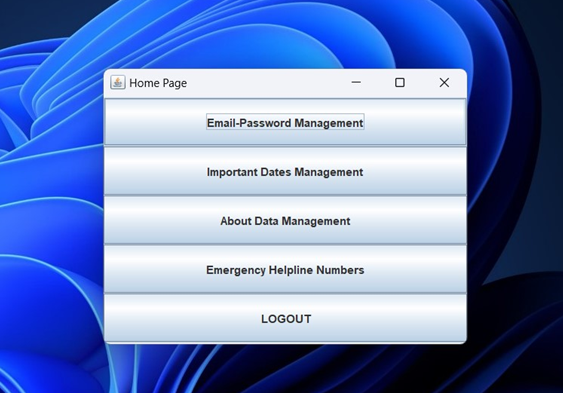 Home Page
Email-Password Management
Important Dates Management
About Data Management
Emergency Helpline Numbers
LOGOUT